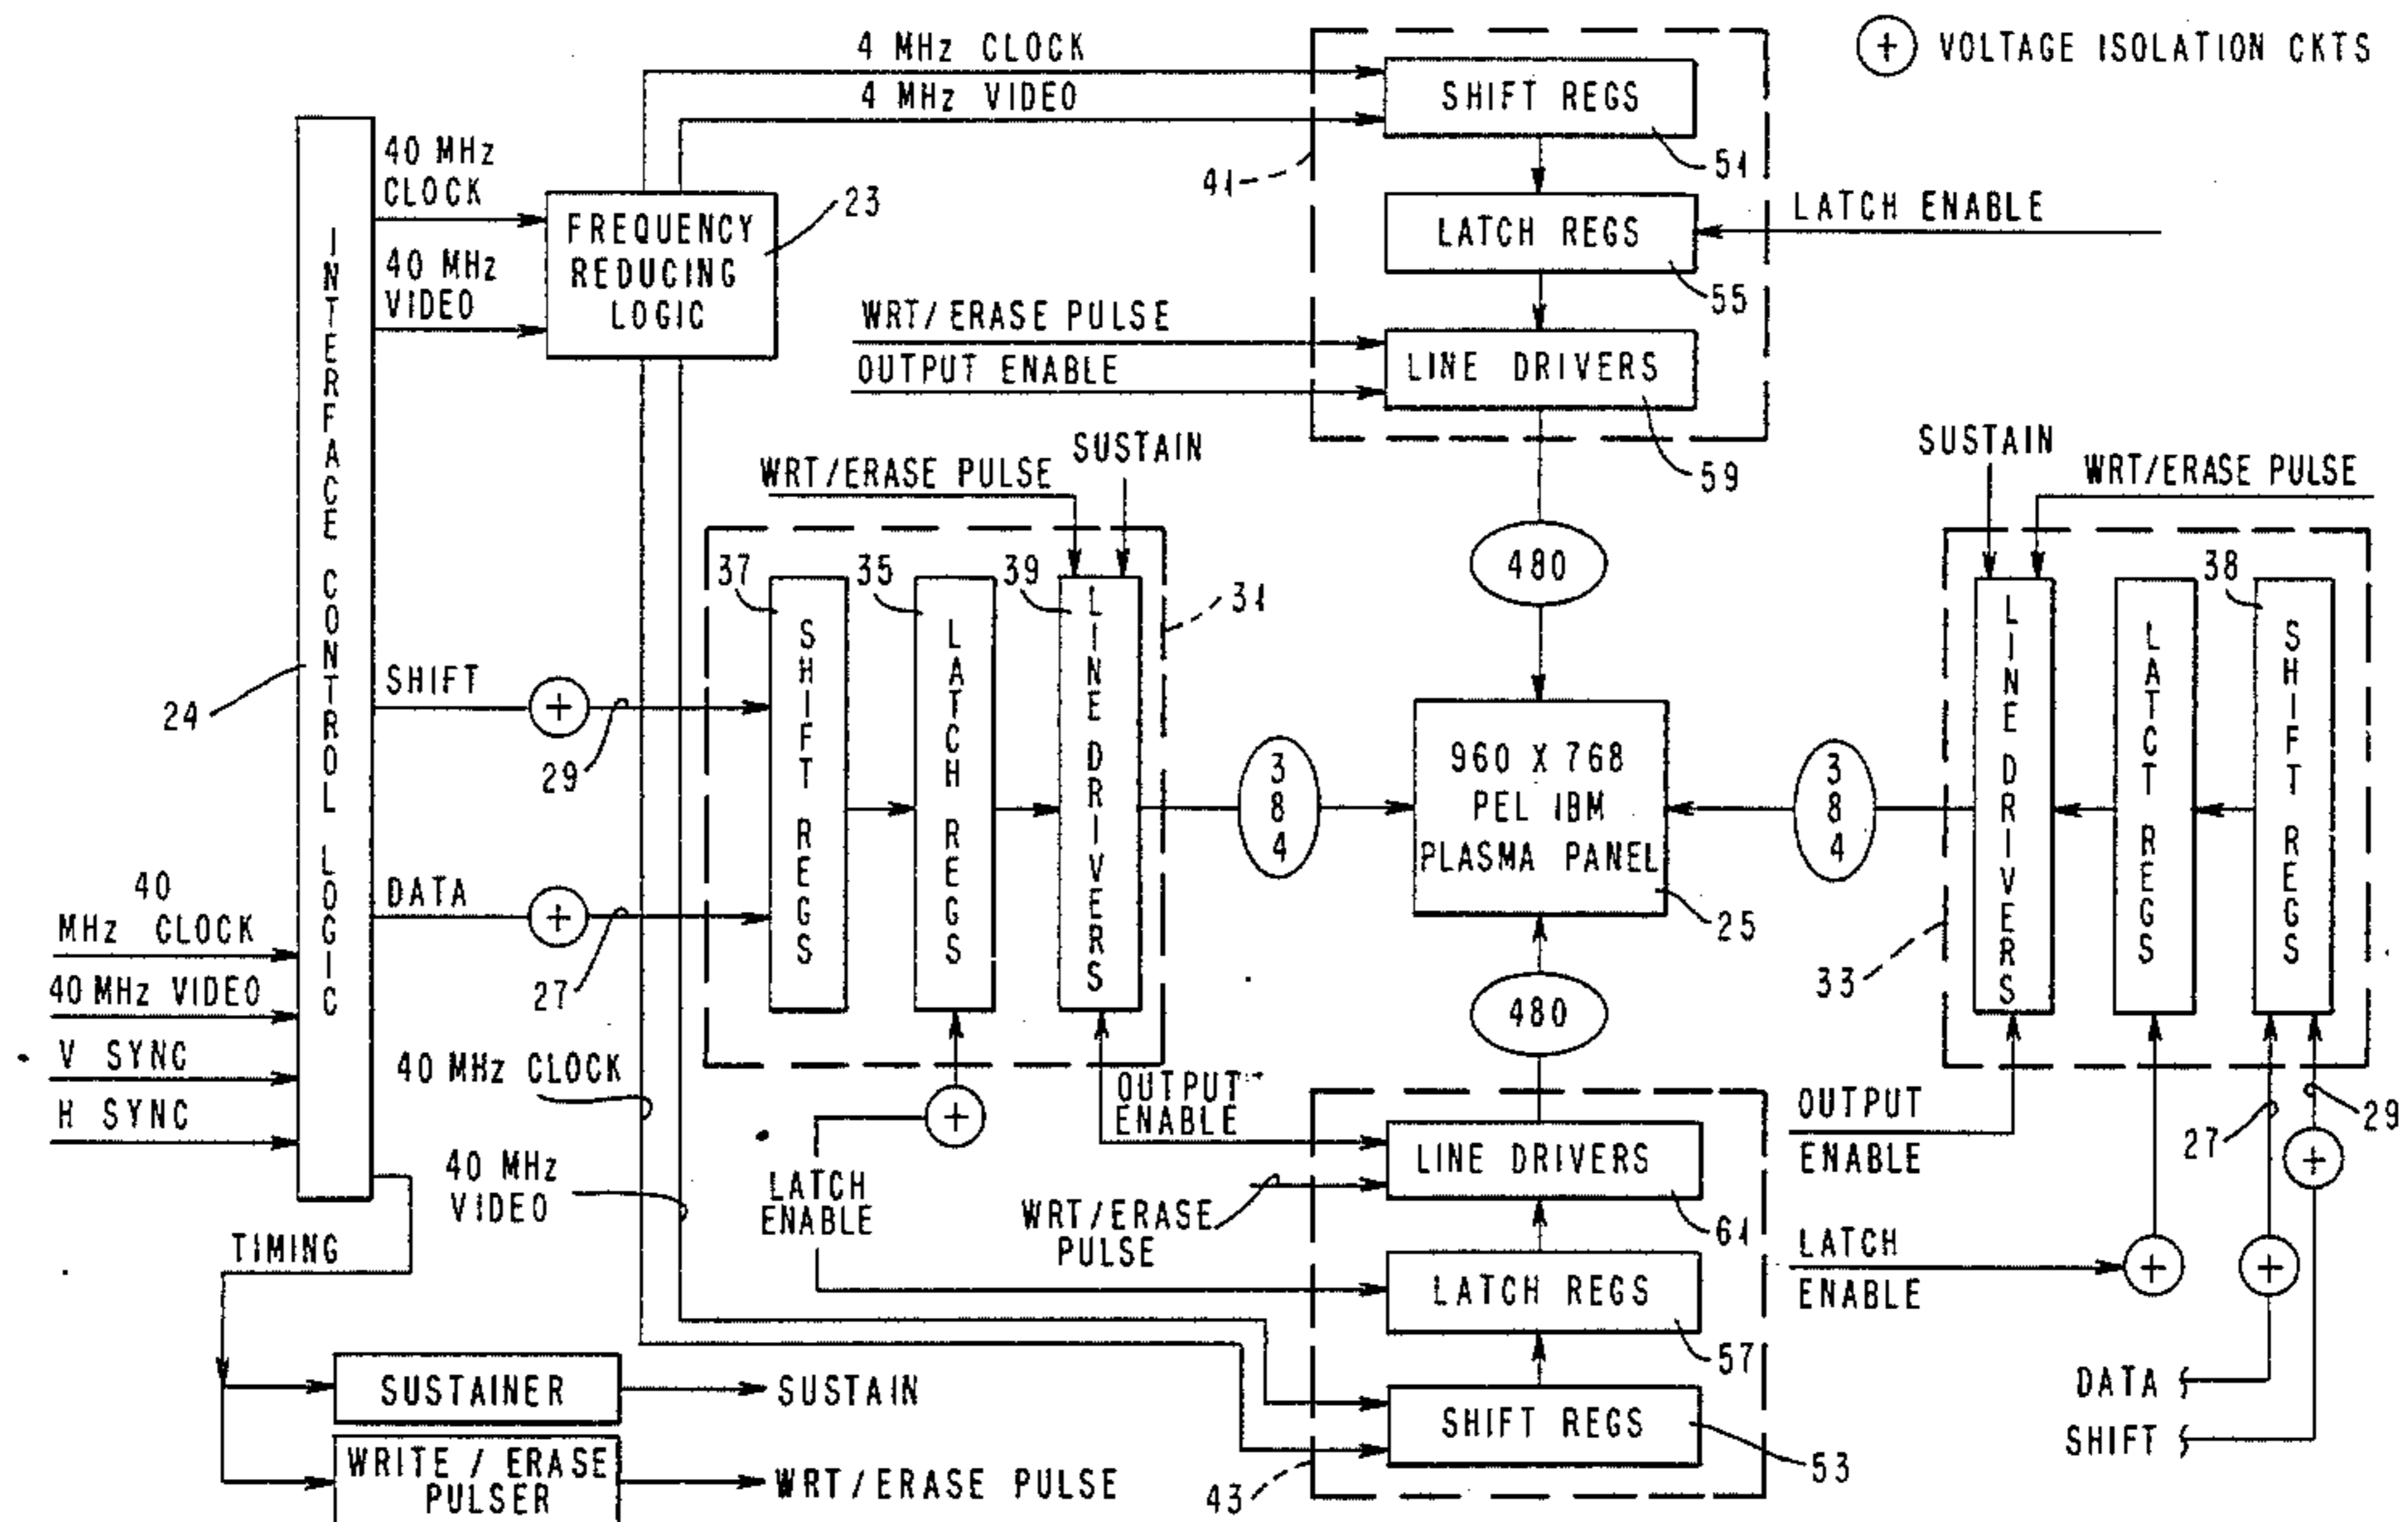 4 MHz CLOCK
4 MHz VIDEO
+ VOLTAGE ISOLATION CKTS
SHIFT REGS
51
41
40 MHz
CLOCK
FREQUENCY
REDUCING
LOGIC
23
40 MHz
VIDEO
LATCH REGS
LATCH ENABLE
55
WRT/ERASE PULSE
OUTPUT ENABLE
LINE DRIVERS
59
INTERFACE CONTROL LOGIC
24
SUSTAIN
WRT/ERASE PULSE
SUSTAIN
WRT/ERASE PULSE
480
37
35
39
31
38
SHIFT REGS
LATCH REGS
LINE DRIVERS
LINE DRIVERS
LATCT REGS
SHIFT REGS
SHIFT
+
29
384
960 X 768
PEL IBM
PLASMA PANEL
25
384
DATA
+
27
33
40
MHz CLOCK
40 MHz VIDEO
V SYNC
H SYNC
480
40 MHz CLOCK
40 MHz
VIDEO
+
LATCH
ENABLE
OUTPUT
ENABLE
WRT/ERASE
PULSE
LINE DRIVERS
61
LATCH REGS
57
SHIFT REGS
53
43
OUTPUT
ENABLE
LATCH
ENABLE
27
29
+
+
+
DATA
SHIFT
TIMING
SUSTAINER
SUSTAIN
WRITE / ERASE
PULSER
WRT/ERASE PULSE